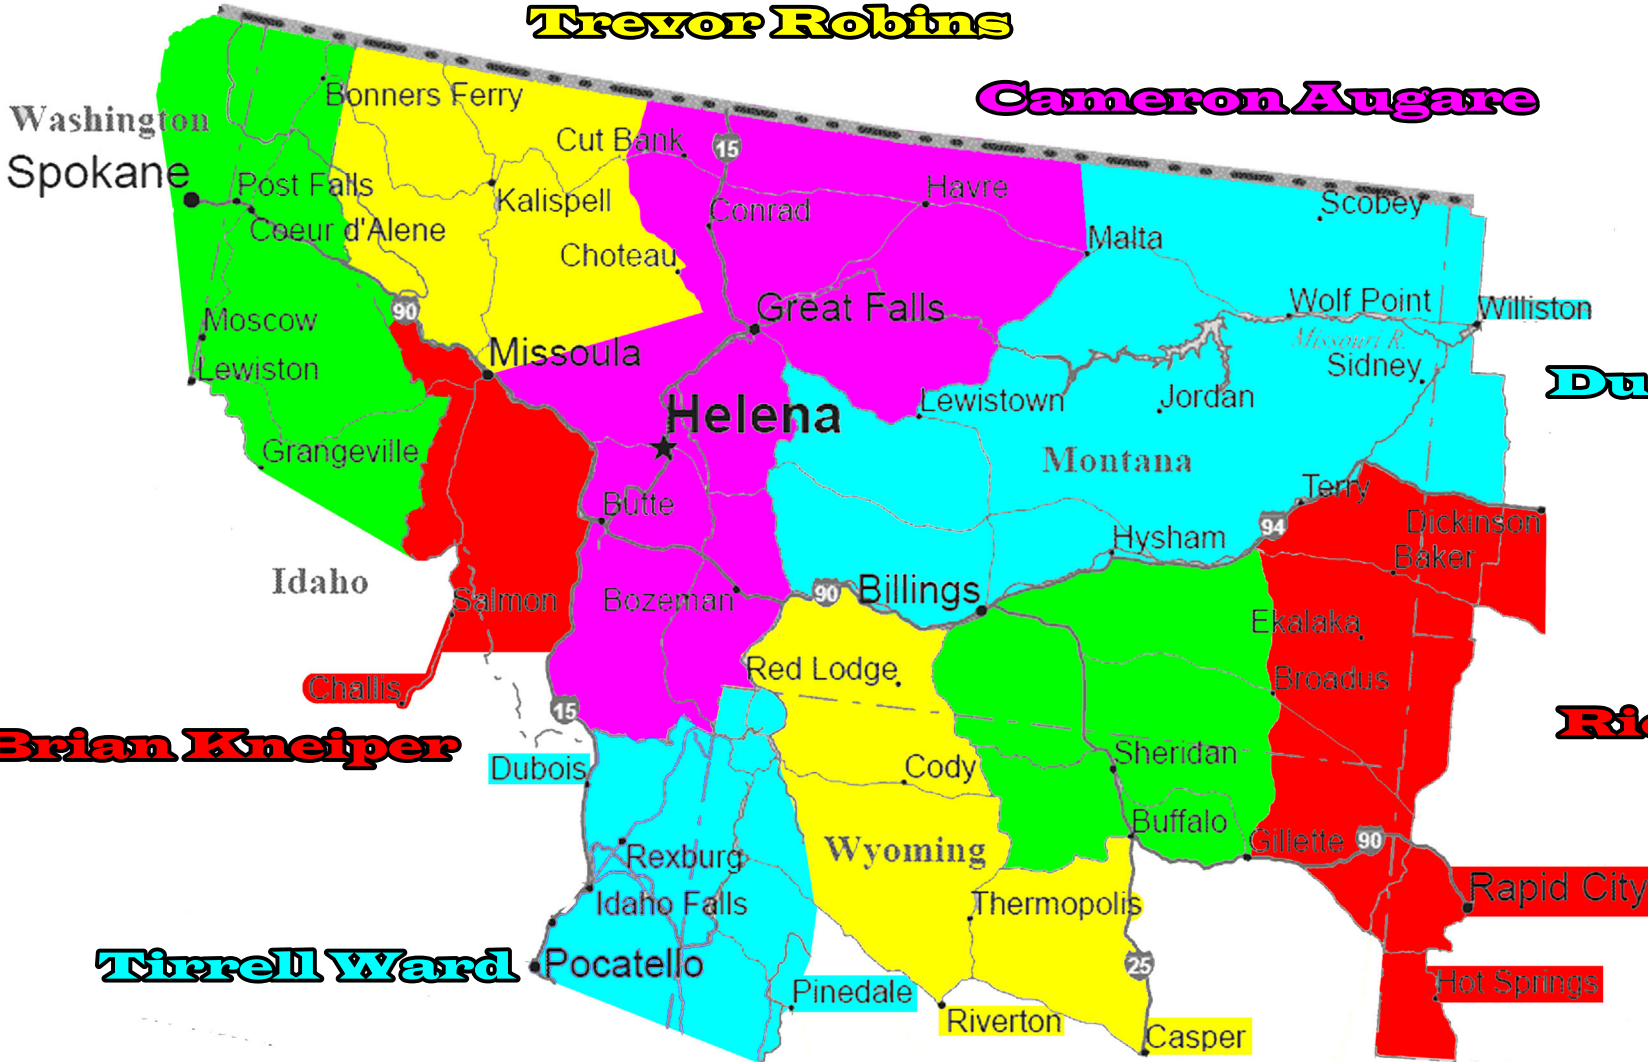 Trevor Robins
Cameron Augare
Washington
Bonners Ferry
Cut Bank
15
Spokane
Post Falls
Kalispell
Conrad
Havre
Scobey
Coeur d'Alene
Choteau
Malta
90
Moscow
Great Falls
Wolf Point
Williston
Missouri R.
Missoula
Lewiston
Sidney
Du
Helena
Lewistown
Jordan
Grangeville
Montana
Butte
Terry
94
Dickinson
Hysham
Baker
Idaho
Salmon
Bozeman
90
Billings
Ekalaka
Red Lodge
Broadus
Challis
15
Ric
Brian Kneiper
Dubois
Cody
Sheridan
Buffalo
Gillette
90
Rexburg
Wyoming
Rapid City
Idaho Falls
Thermopolis
Tirrell Ward
Pocatello
25
Pinedale
Hot Springs
Riverton
Casper